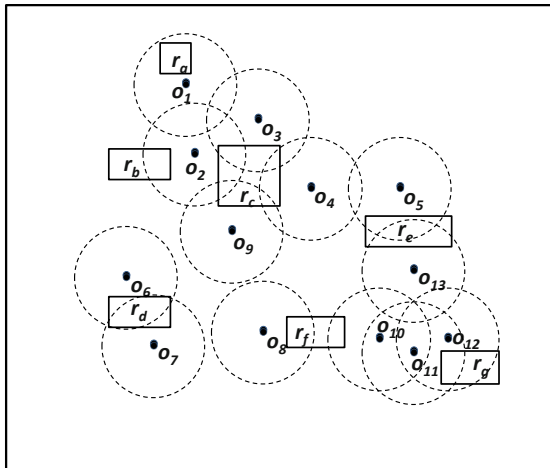 r_a
o_1
o_3
r_b
o_2
r_c
o_4
o_5
o_9
r_e
o_6
o_13
r_d
o_7
o_8
r_f
o_10
o_12
o_11
r_g